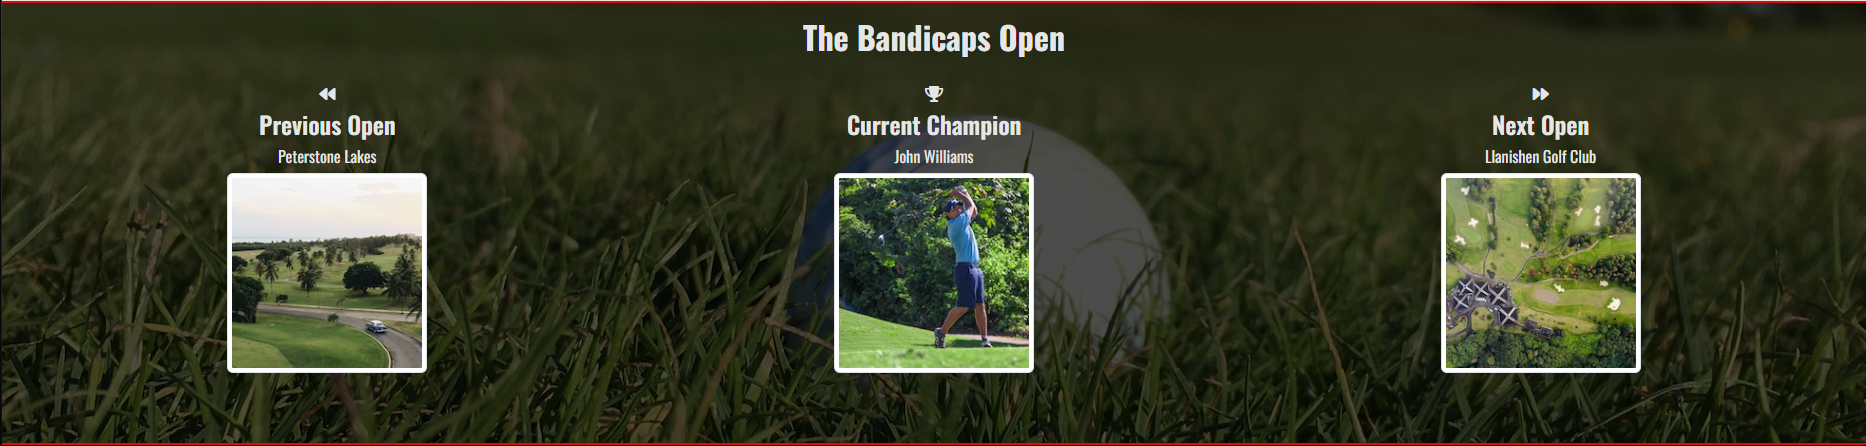 The Bandicaps Open
Previous Open
Peterstone Lakes
Current Champion
John Williams
Next Open
Llanishen Golf Club